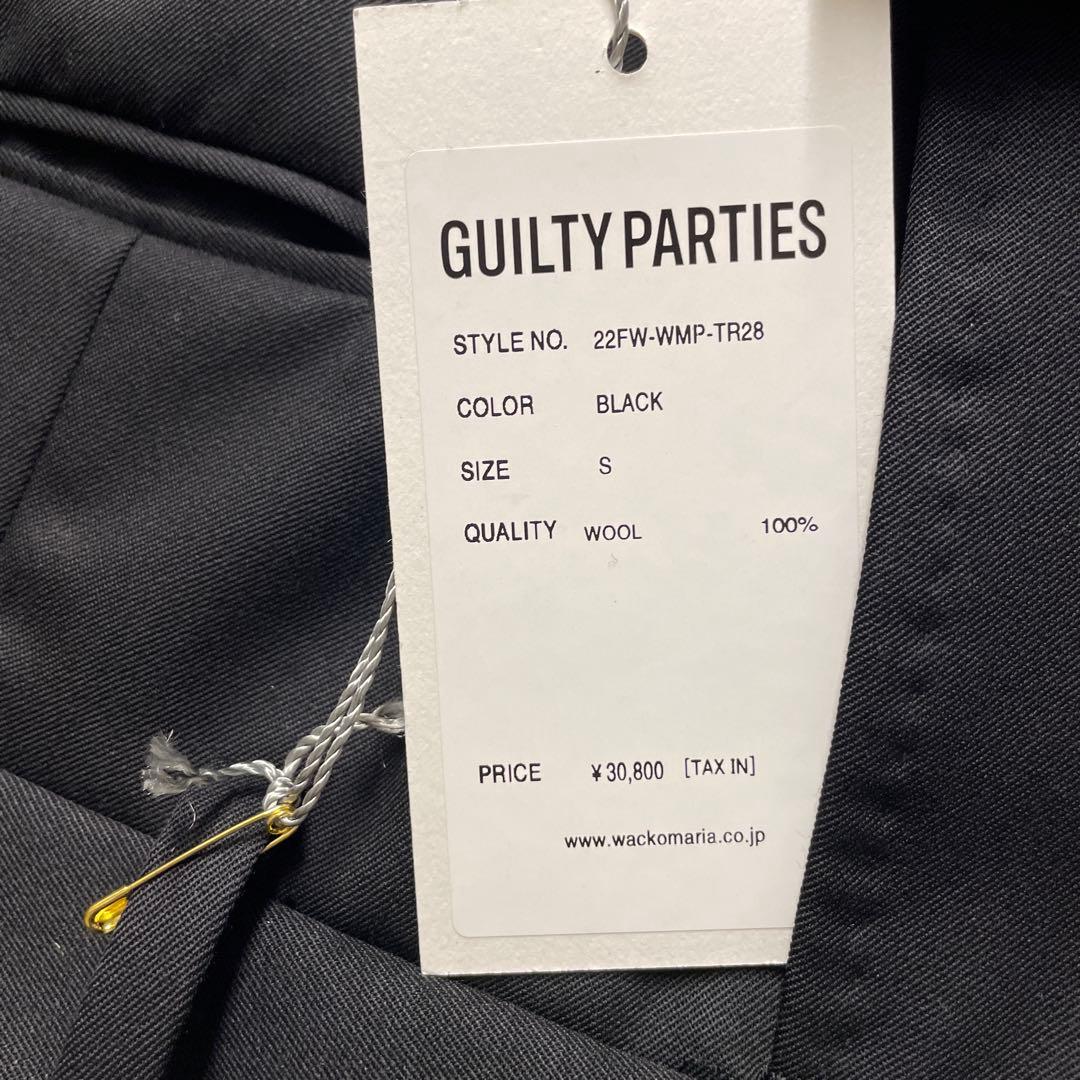 GUILTY PARTIES
STYLE NO. 22FW-WMP-TR28
COLOR BLACK
SIZE S
QUALITY WOOL 100%
PRICE ¥30,800 [TAX IN]
www.wackomaria.co.jp